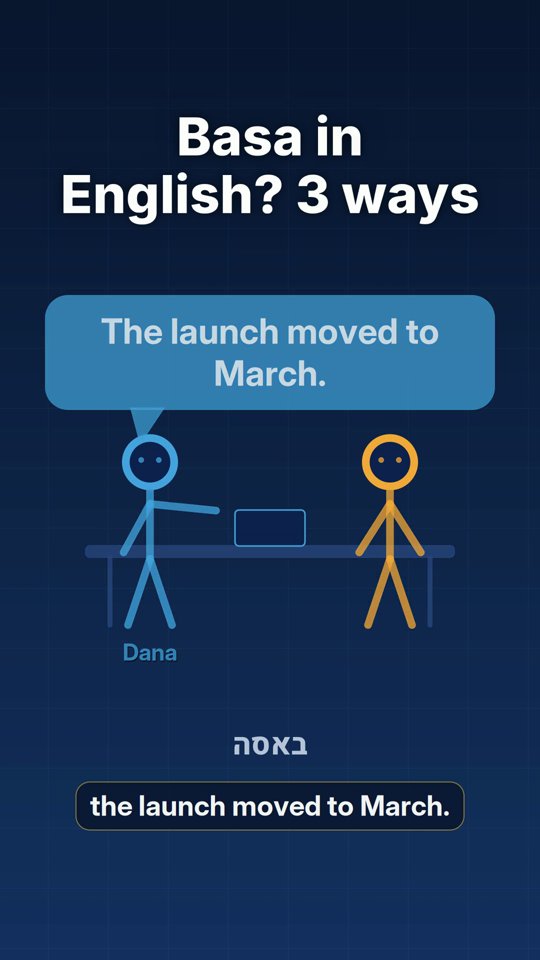 Basa in
English? 3 ways
The launch moved to
March.
Dana
באסה
the launch moved to March.